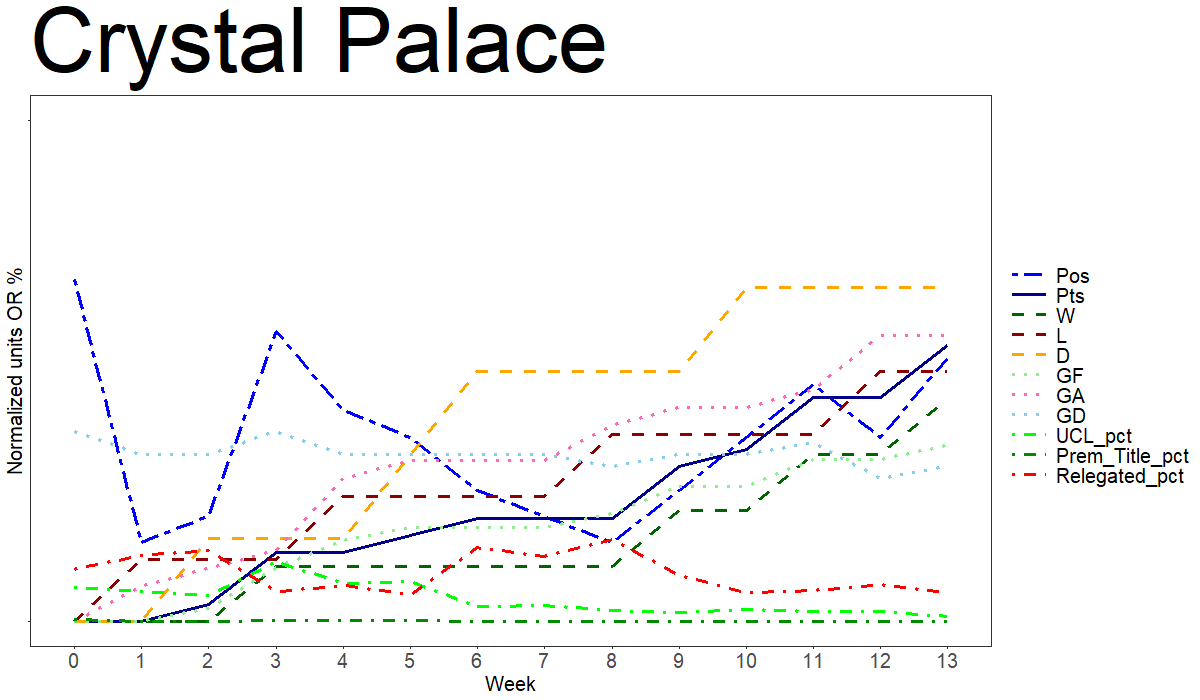 Crystal Palace
Normalized units OR %
0 1 2 3 4 5 6 7 8 9 10 11 12 13
Week
Pos
Pts
W
L
D
GF
GA
GD
UCL_pct
Prem_Title_pct
Relegated_pct